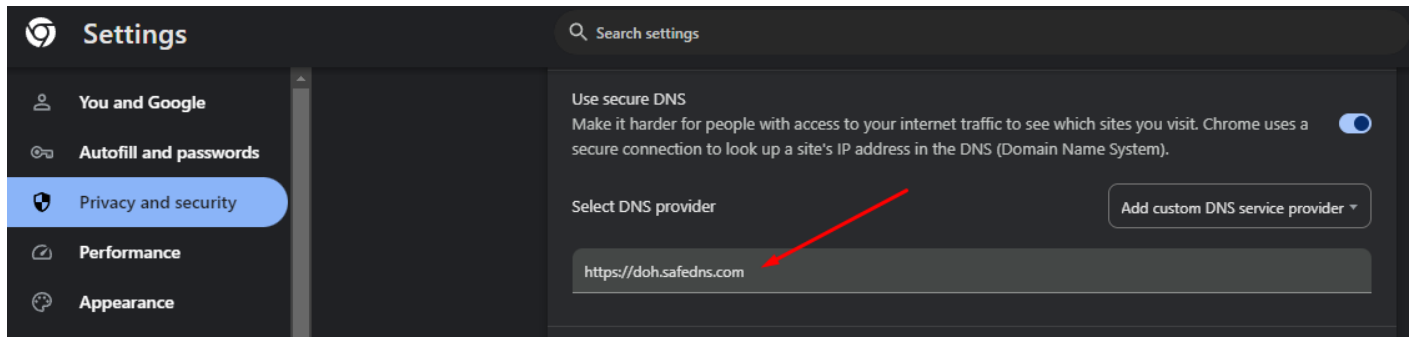 Settings
Search settings
You and Google
Autofill and passwords
Privacy and security
Performance
Appearance
Use secure DNS
Make it harder for people with access to your internet traffic to see which sites you visit. Chrome uses a
secure connection to look up a site's IP address in the DNS (Domain Name System).
Select DNS provider
Add custom DNS service provider
https://doh.safedns.com